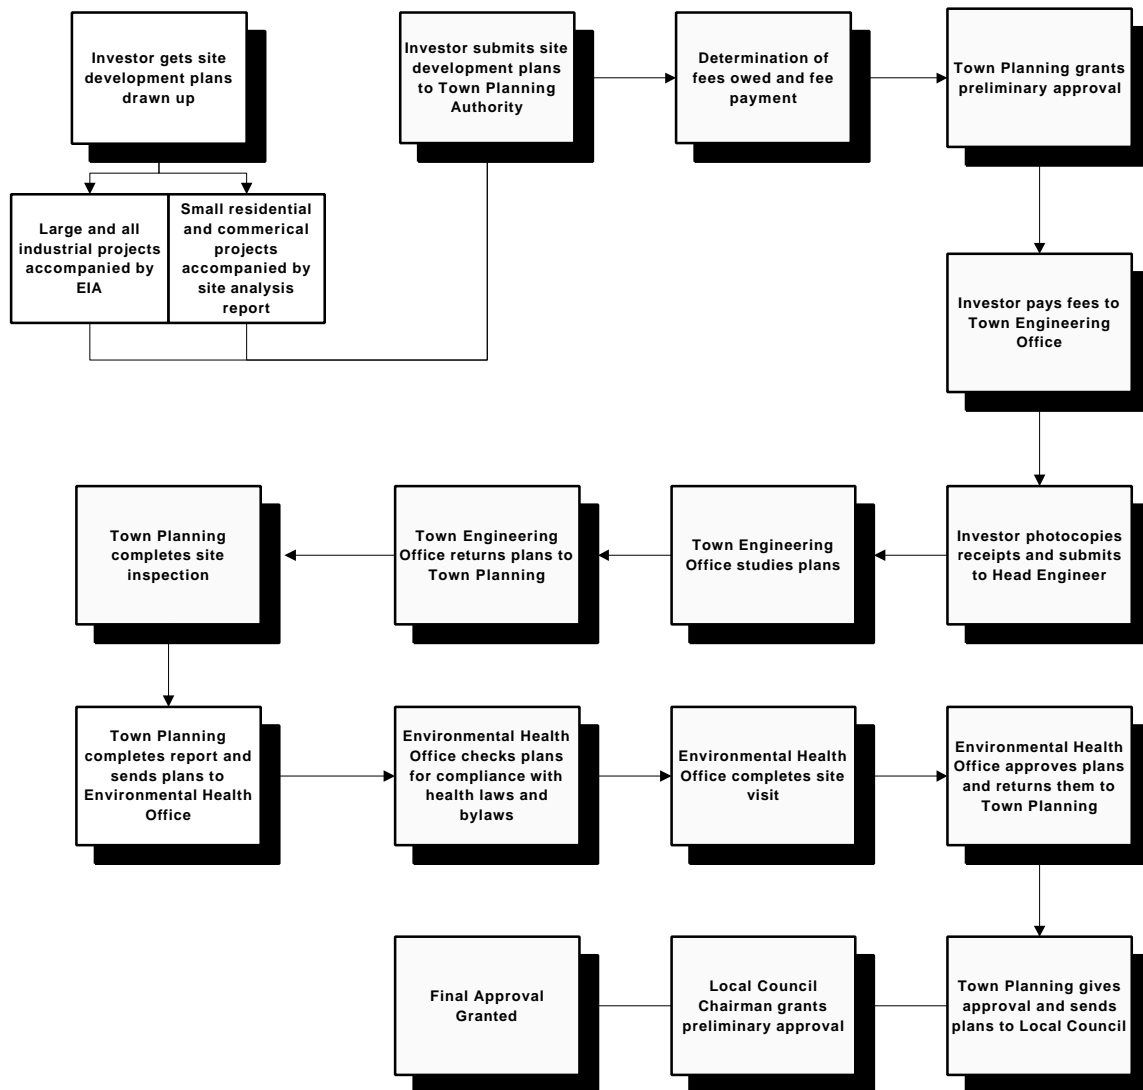 Investor gets site
development plans
drawn up
Large and all
industrial projects
accompanied by
EIA
Small residential
and commerical
projects
accompanied by
site analysis
report
Investor submits site
development plans
to Town Planning
Authority
Determination of
fees owed and fee
payment
Town Planning grants
preliminary approval
Investor pays fees to
Town Engineering
Office
Investor photocopies
receipts and submits
to Head Engineer
Town Engineering
Office studies plans
Town Engineering
Office returns plans to
Town Planning
Town Planning
completes site
inspection
Town Planning
completes report and
sends plans to
Environmental Health
Office
Environmental Health
Office checks plans
for compliance with
health laws and
bylaws
Environmental Health
Office completes site
visit
Environmental Health
Office approves plans
and returns them to
Town Planning
Town Planning gives
approval and sends
plans to Local Council
Local Council
Chairman grants
preliminary approval
Final Approval
Granted